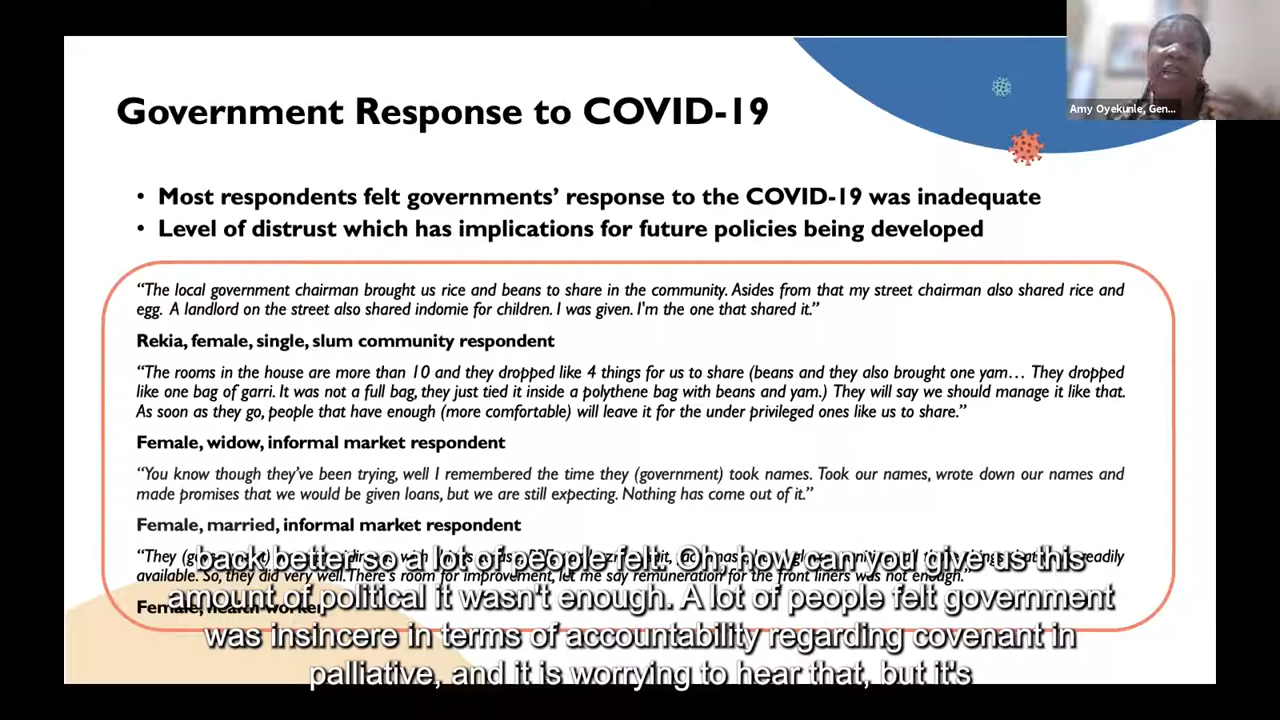 Amy Oyekunle, Gen...
Government Response to COVID-19
• Most respondents felt governments' response to the COVID-19 was inadequate
• Level of distrust which has implications for future policies being developed
“The local government chairman brought us rice and beans to share in the community. Asides from that my street chairman also shared rice and
egg. A landlord on the street also shared indomie for children. I was given. I'm the one that shared it.”
Rekia, female, single, slum community respondent
“The rooms in the house are more than 10 and they dropped like 4 things for us to share (beans and they also brought one yam… They dropped
like one bag of garri. It was not a full bag, they just tied it inside a polythene bag with beans and yam.) They will say we should manage it like that.
As soon as they go, people that have enough (more comfortable) will leave it for the under privileged ones like us to share.”
Female, widow, informal market respondent
“You know though they've been trying, well I remembered the time they (government) took names. Took our names, wrote down our names and
made promises that we would be given loans, but we are still expecting. Nothing has come out of it.”
Female, married, informal market respondent
“They readily
available. So, they did very well. There's room for improvement, let me say remuneration for the front liners was not enough.”
Female, health worker
back better so a lot of people felt. Oh, how can you give us this
amount of political it wasn't enough. A lot of people felt government
was insincere in terms of accountability regarding covenant in
palliative, and it is worrying to hear that, but it's